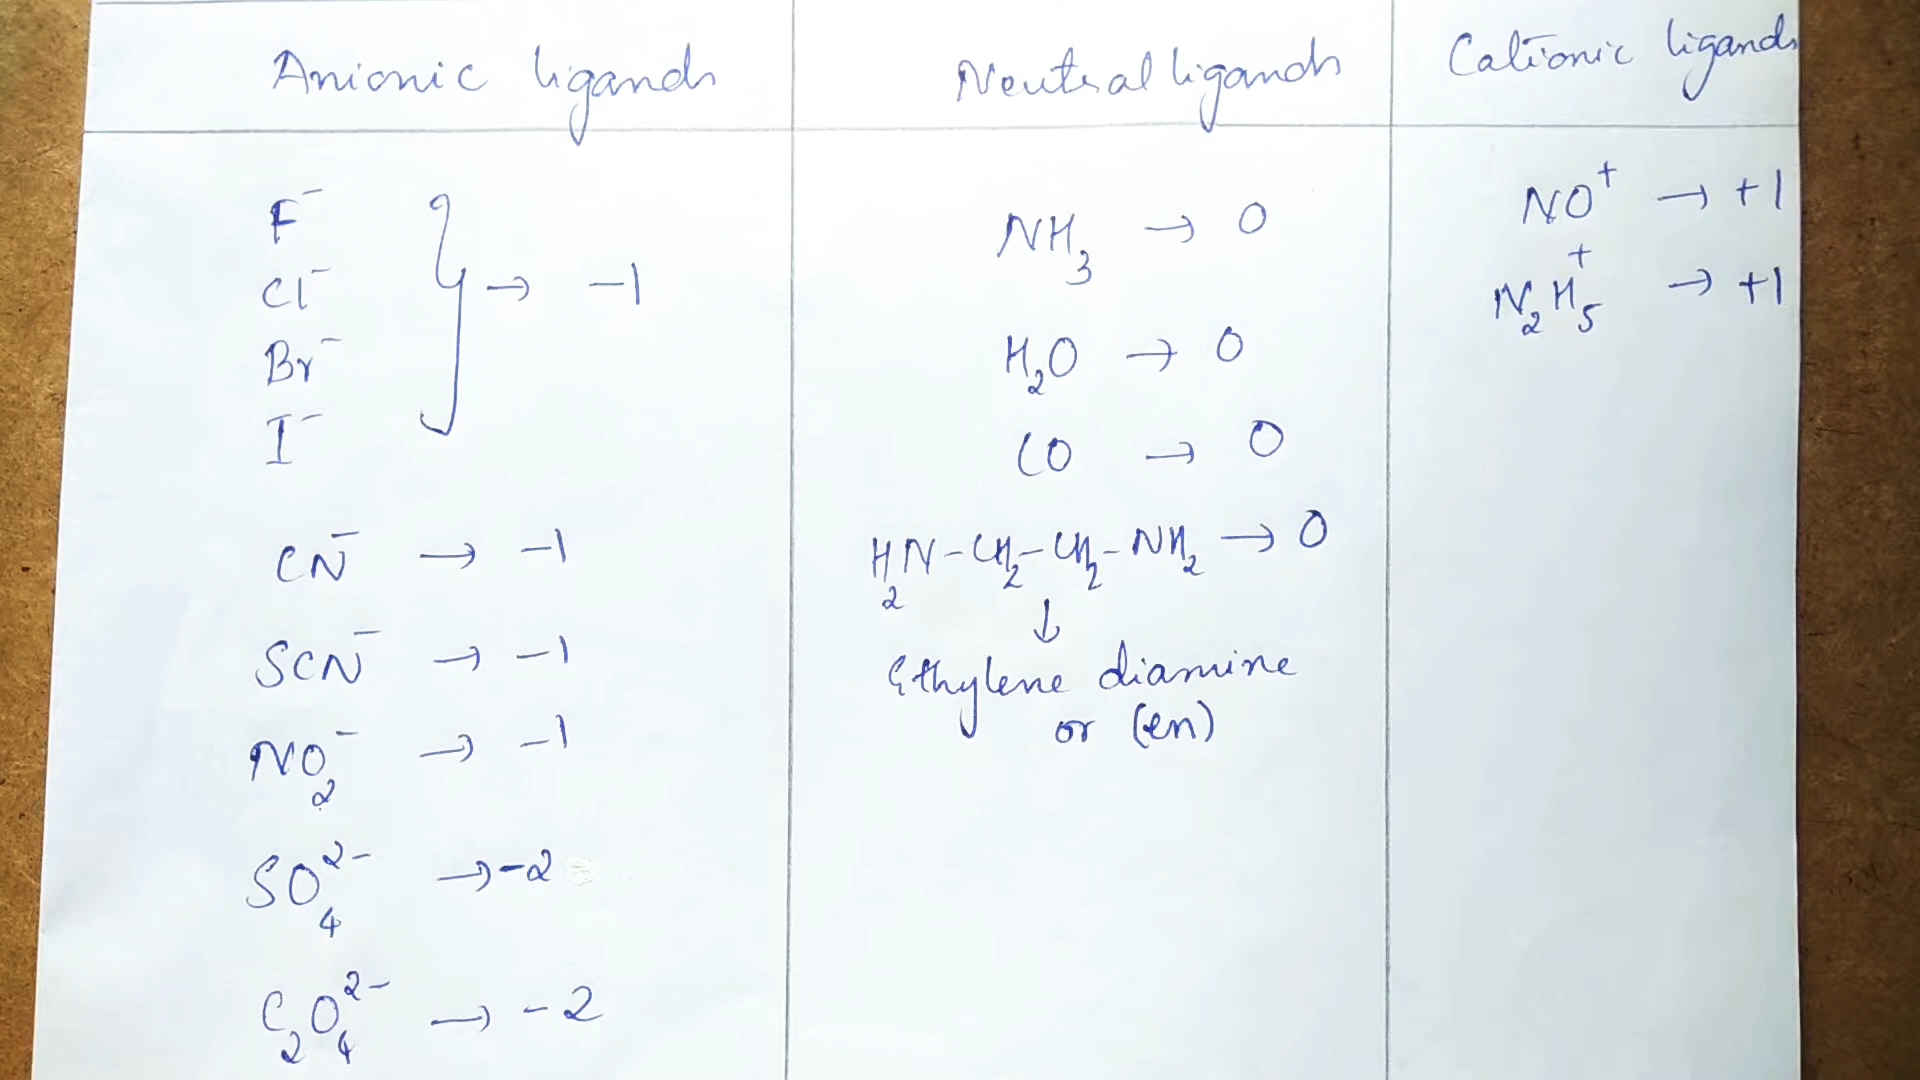 Anionic ligands
F⁻
Cl⁻
Br⁻
I⁻
} → -1
CN⁻ → -1
SCN⁻ → -1
NO₂⁻ → -1
SO₄²⁻ → -2
C₂O₄²⁻ → -2
Neutral ligands
NH₃ → 0
H₂O → 0
CO → 0
H₂N-CH₂-CH₂-NH₂ → 0
↓
Ethylene diamine
or (en)
Cationic ligands
NO⁺ → +1
N₂H₅⁺ → +1